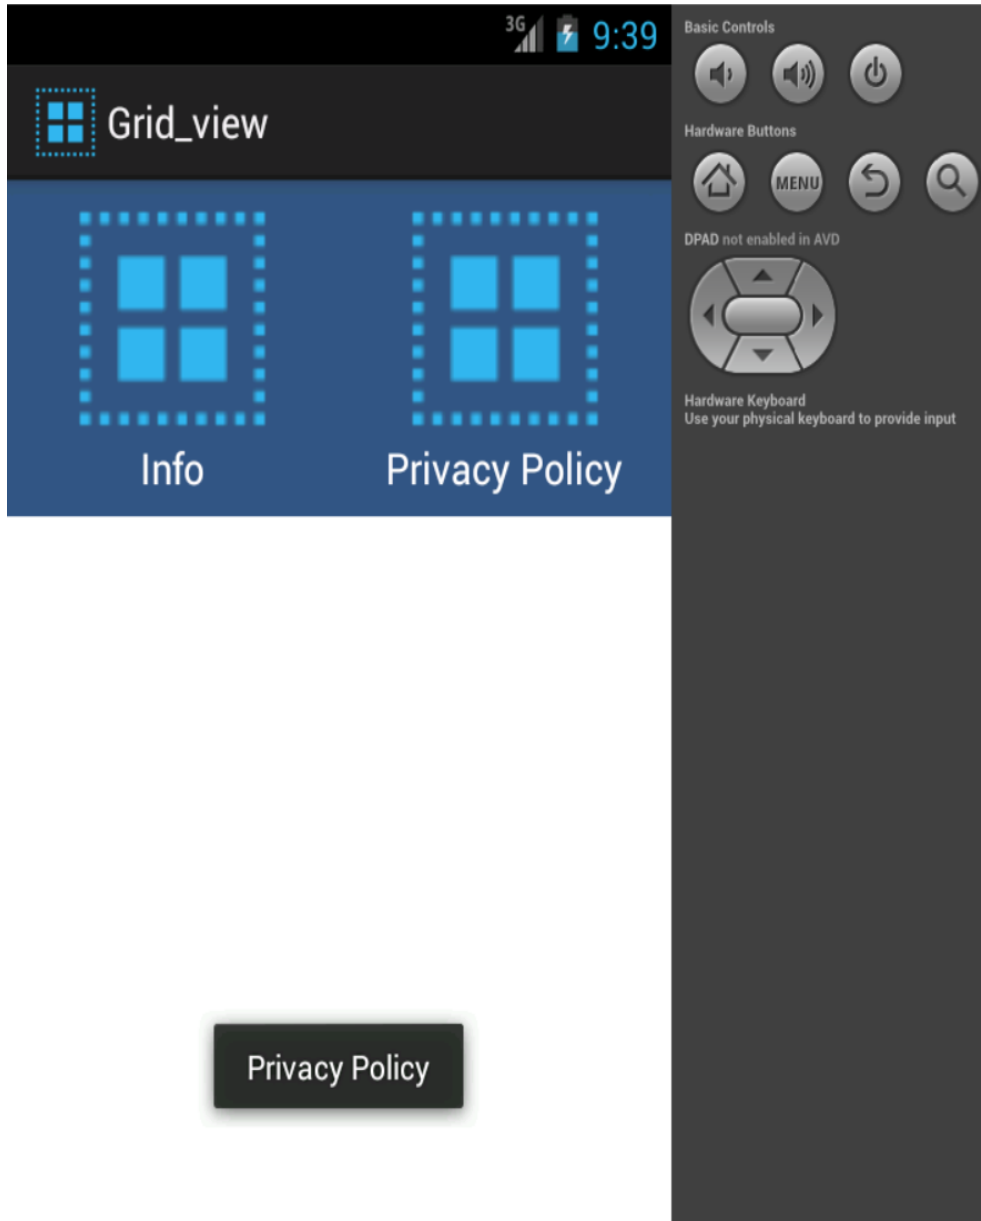 3G 9:39
Grid_view
Info
Privacy Policy
Privacy Policy
Basic Controls
Hardware Buttons
MENU
DPAD not enabled in AVD
Hardware Keyboard
Use your physical keyboard to provide input